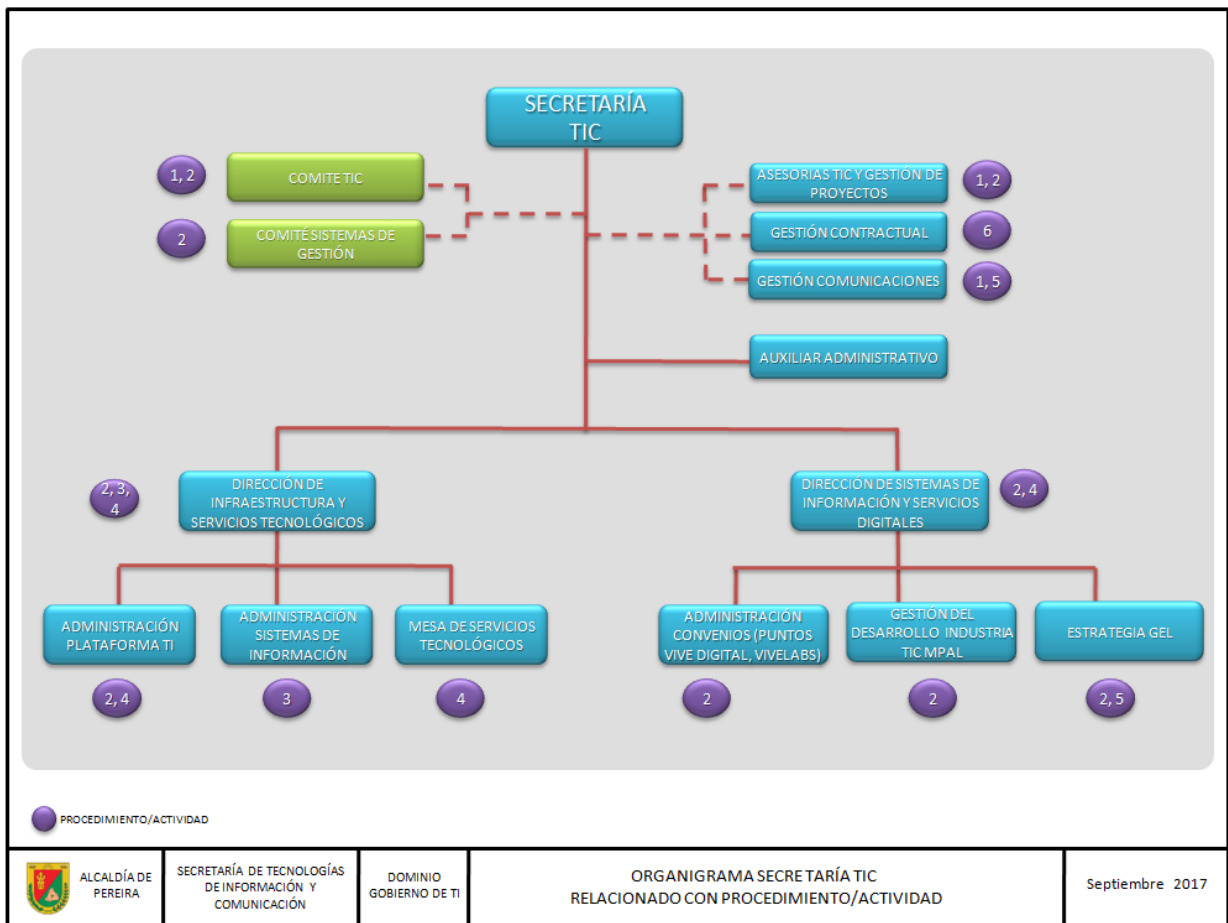 SECRETARÍA
TIC
1, 2
COMITE TIC
2
COMITÉ SISTEMAS DE
GESTIÓN
ASESORIAS TIC Y GESTIÓN DE
PROYECTOS
1, 2
GESTIÓN CONTRACTUAL
6
GESTIÓN COMUNICACIONES
1, 5
AUXILIAR ADMINISTRATIVO
2, 3,
4
DIRECCIÓN DE
INFRAESTRUCTURA Y
SERVICIOS TECNOLÓGICOS
DIRECCIÓN DE SISTEMAS DE
INFORMACIÓN Y SERVICIOS
DIGITALES
2, 4
ADMINISTRACIÓN
PLATAFORMA TI
ADMINISTRACIÓN
SISTEMAS DE
INFORMACIÓN
MESA DE SERVICIOS
TECNOLÓGICOS
ADMINISTRACIÓN
CONVENIOS (PUNTOS
VIVE DIGITAL, VIVELABS)
GESTIÓN DEL
DESARROLLO INDUSTRIA
TIC MPAL
ESTRATEGIA GEL
2, 4
3
4
2
2
2, 5
PROCEDIMIENTO/ACTIVIDAD
ALCALDÍA DE
PEREIRA
SECRETARÍA DE TECNOLOGÍAS
DE INFORMACIÓN Y
COMUNICACIÓN
DOMINIO
GOBIERNO DE TI
ORGANIGRAMA SECRE TARÍA TIC
RELACIONADO CON PROCEDIMIENTO/ACTIVIDAD
Septiembre 2017